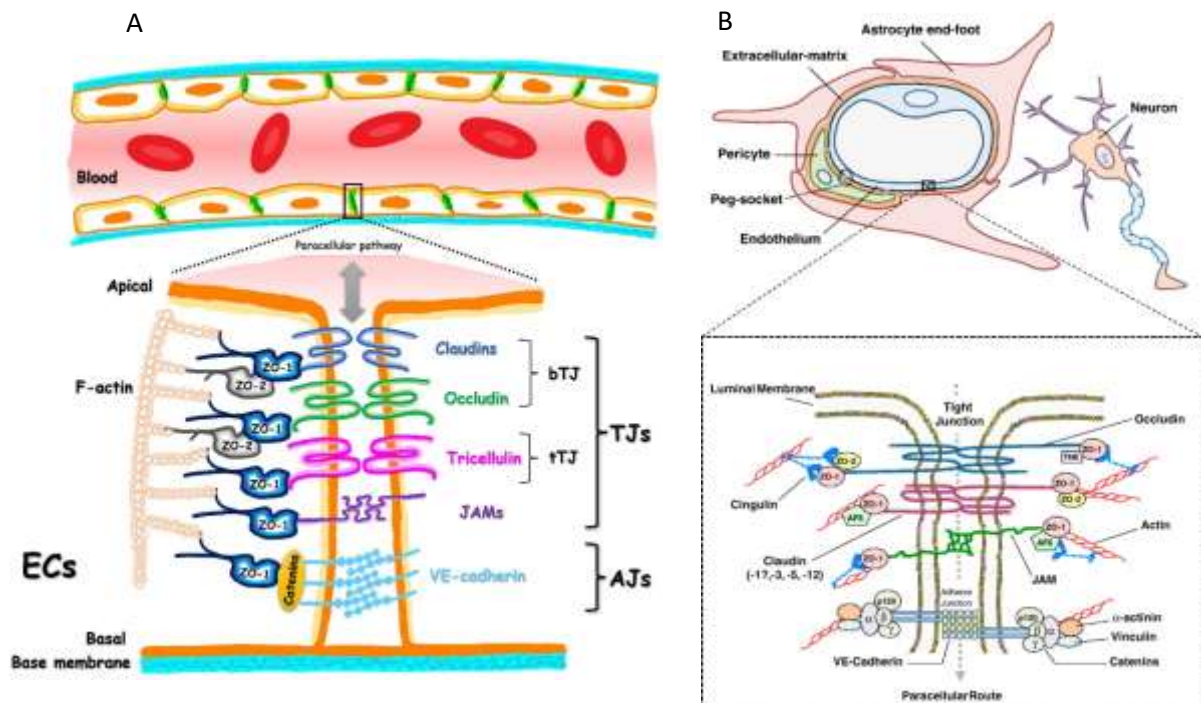 A
Blood
Paracellular pathway
Apical
Claudins
bTJ
ZO-1
ZO-2
F-actin
Occludin
ZO-1
TJs
ZO-2
Tricellulin
tTJ
ZO-1
JAMs
ZO-1
ECs
ZO-1
Catenins
VE-cadherin
AJs
Basal
Base membrane
B
Astrocyte end-foot
Extracellular-matrix
Neuron
Pericyte
Peg-socket
Endothelium
Luminal Membrane
Tight
Junction
Occludin
ZO-1
ZO-2
ZO-1
Cingulin
ZO-1
ZO-2
ZO-1
AF6
Actin
ZO-1
AF6
Claudin
(-1?,-3, -5, -12)
ZO-1
JAM
Adherens
Junction
p120
α
β
γ
p120
β
α
γ
α-actinin
Vinculin
VE-Cadherin
Catenins
Paracellular Route